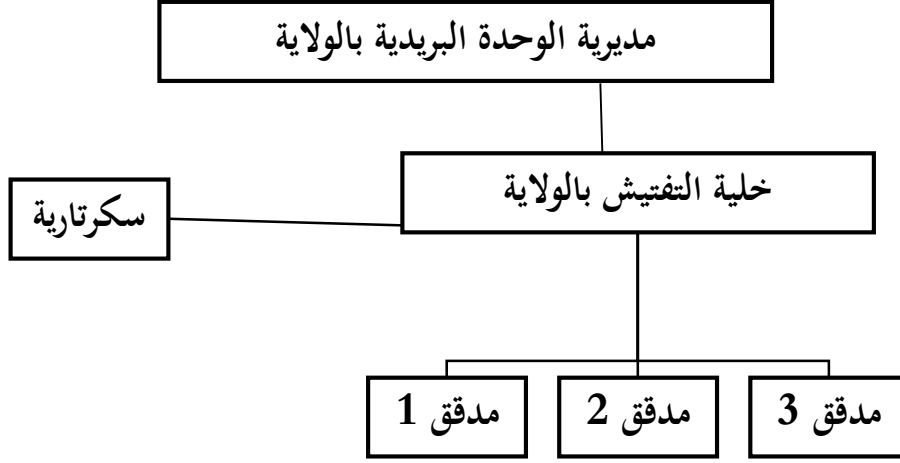 مديرية الوحدة البريدية بالولاية
خلية التفتيش بالولاية
سكرتارية
مدقق 3
مدقق 2
مدقق 1